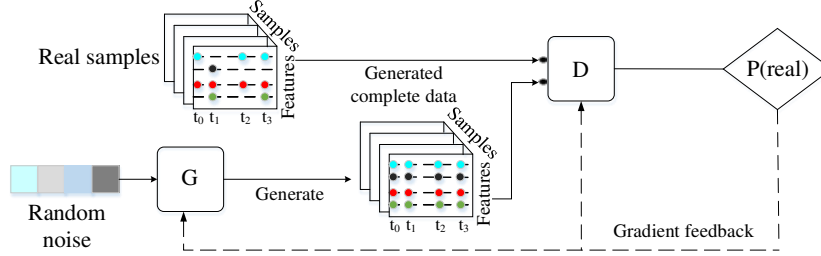 Real samples
Samples
Features
t0 t1 t2 t3
Generated
complete data
D
P(real)
Random
noise
G
Generate
Samples
Features
t0 t1 t2 t3
Gradient feedback